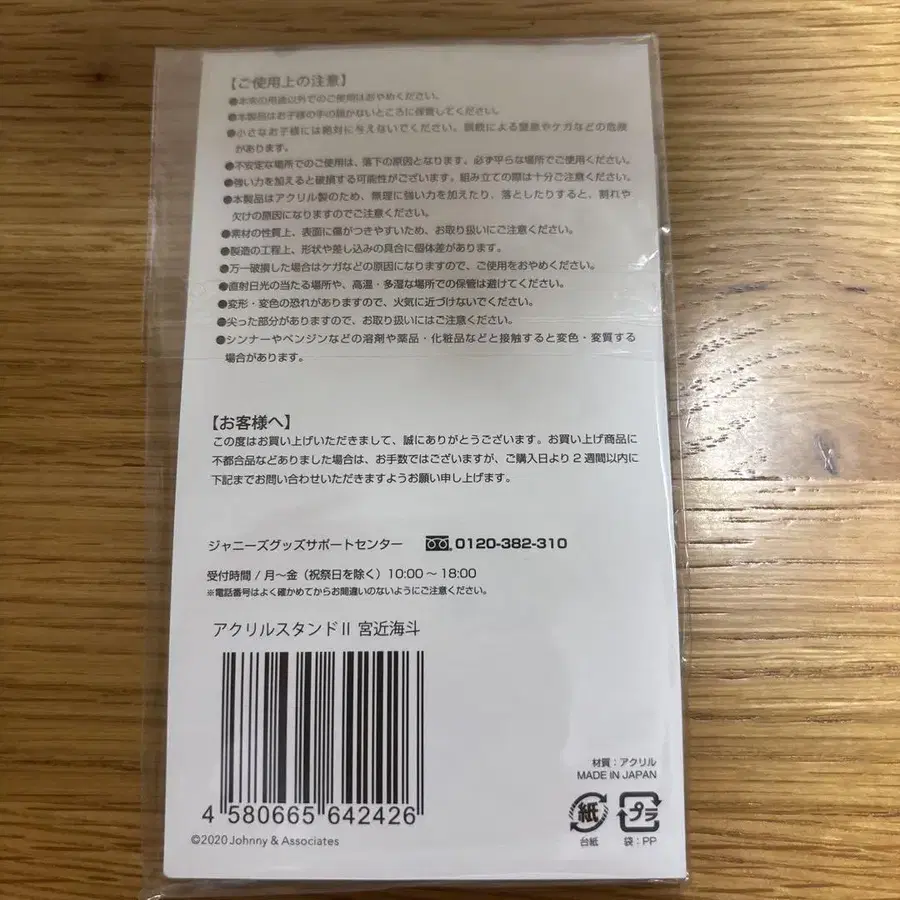 【ご使用上の注意】
●本来の用途以外でのご使用はおやめください。
●本製品はお子様の手の届かないところに保管してください。
●小さなお子様には絶対に与えないでください。誤飲による窒息やケガなどの危険
があります。
●不安定な場所でのご使用は、落下の原因となります。必ず平らな場所でご使用ください。
●強い力を加えると破損する可能性がございます。組み立ての際は十分ご注意ください。
●本製品はアクリル製のため、無理に強い力を加えたり、落としたりすると、割れや
欠けの原因になりますのでご注意ください。
●素材の性質上、表面に傷がつきやすいため、お取り扱いにご注意ください。
●製造の工程上、形状や差し込みの具合に個体差があります。
●万一破損した場合はケガなどの原因になりますので、ご使用をおやめください。
●直射日光の当たる場所や、高温・多湿な場所での保管は避けてください。
●変形・変色の恐れがありますので、火気に近づけないでください。
●尖った部分がありますので、お取り扱いにはご注意ください。
●シンナーやベンジンなどの溶剤や薬品・化粧品などと接触すると変色・変質する
場合があります。
【お客様へ】
この度はお買い上げいただきまして、誠にありがとうございます。お買い上げ商品に
不都合品などありました場合は、お手数ではございますが、ご購入日より2週間以内に
下記までお問い合わせいただきますようお願い申し上げます。
ジャニーズグッズサポートセンター 0120-382-310
受付時間 / 月～金（祝祭日を除く）10:00～18:00
※電話番号はよく確かめてからお間違いのないようにご注意ください。
アクリルスタンドⅡ 宮近海斗
4 580665 642426
©2020 Johnny & Associates
材質：アクリル
MADE IN JAPAN
紙 プラ
台紙 袋：PP